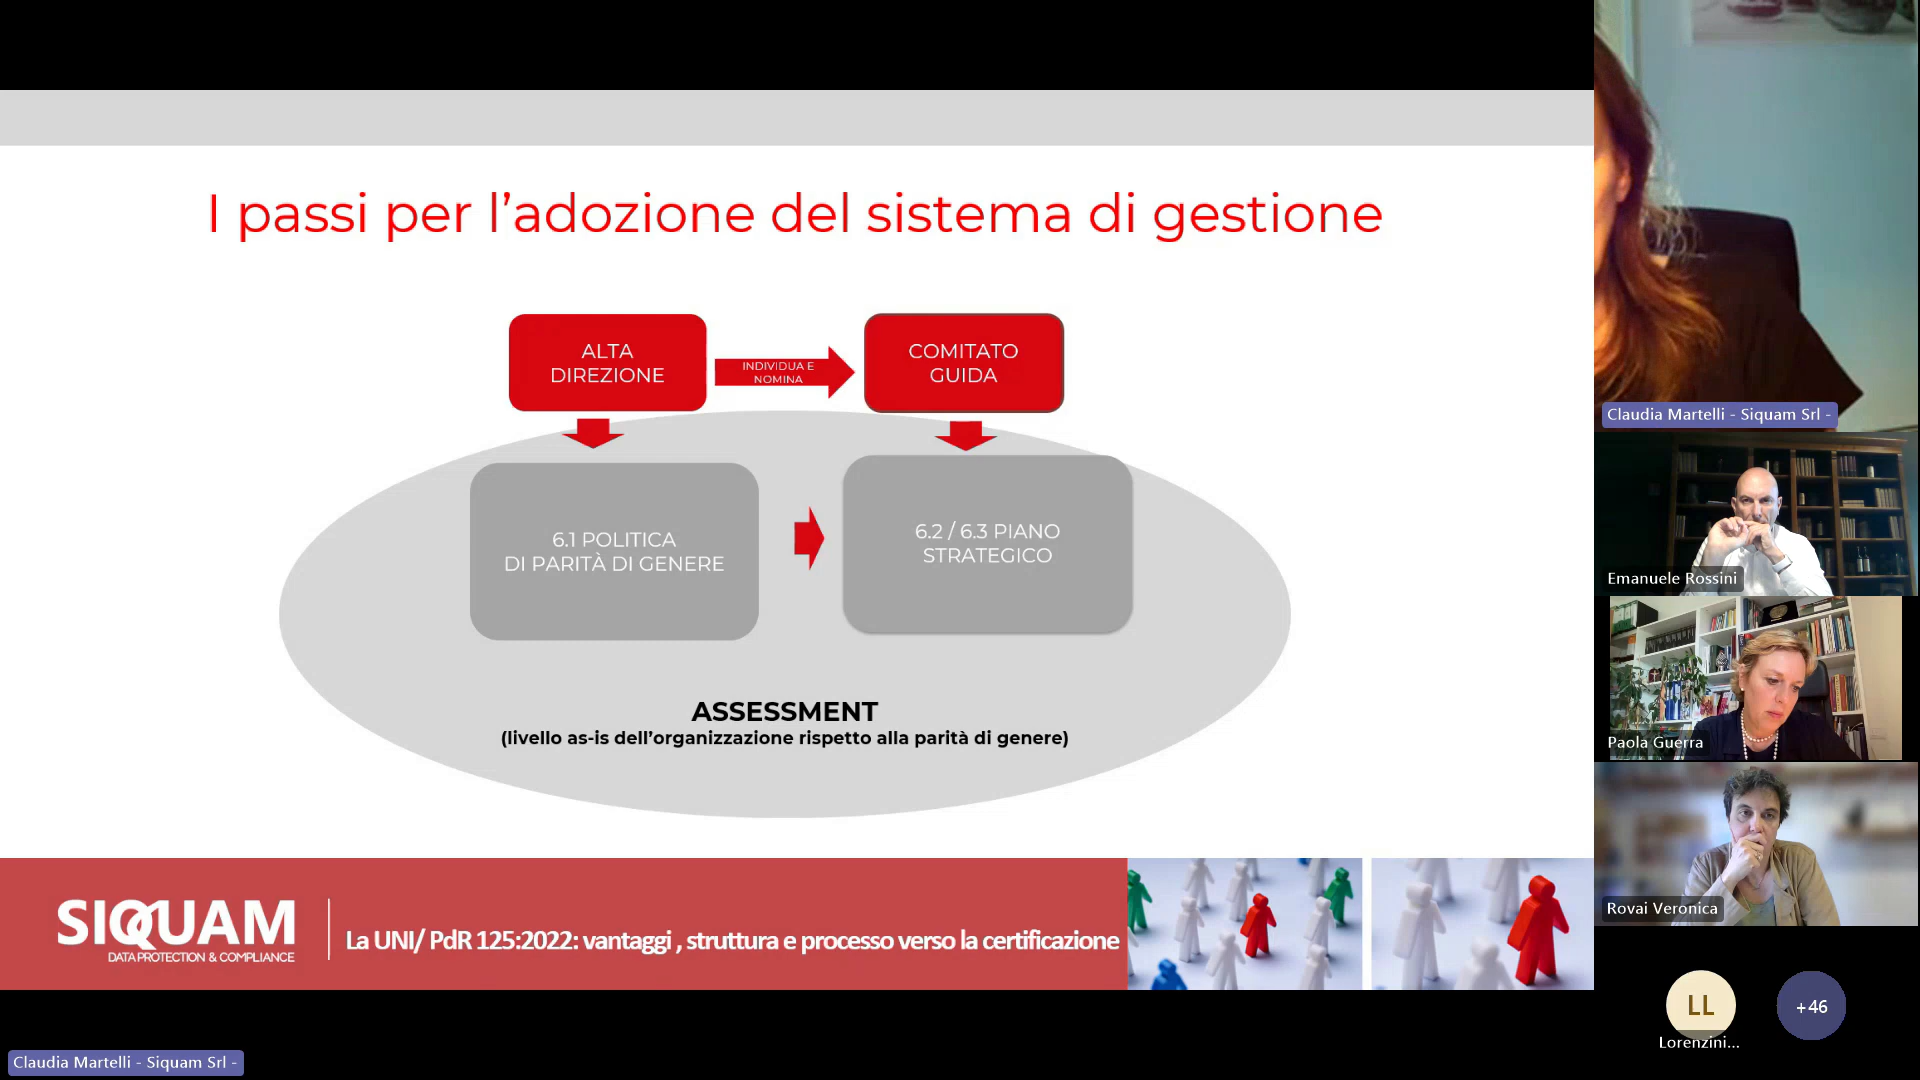 I passi per l'adozione del sistema di gestione
ALTA
DIREZIONE
INDIVIDUA E
NOMINA
COMITATO
GUIDA
6.1 POLITICA
DI PARITÀ DI GENERE
6.2 / 6.3 PIANO
STRATEGICO
ASSESSMENT
(livello as-is dell'organizzazione rispetto alla parità di genere)
SIQUAM
DATA PROTECTION & COMPLIANCE
La UNI/ PdR 125:2022: vantaggi , struttura e processo verso la certificazione
Claudia Martelli - Siquam Srl -
Claudia Martelli - Siquam Srl -
Emanuele Rossini
Paola Guerra
Rovai Veronica
LL
Lorenzini...
+46